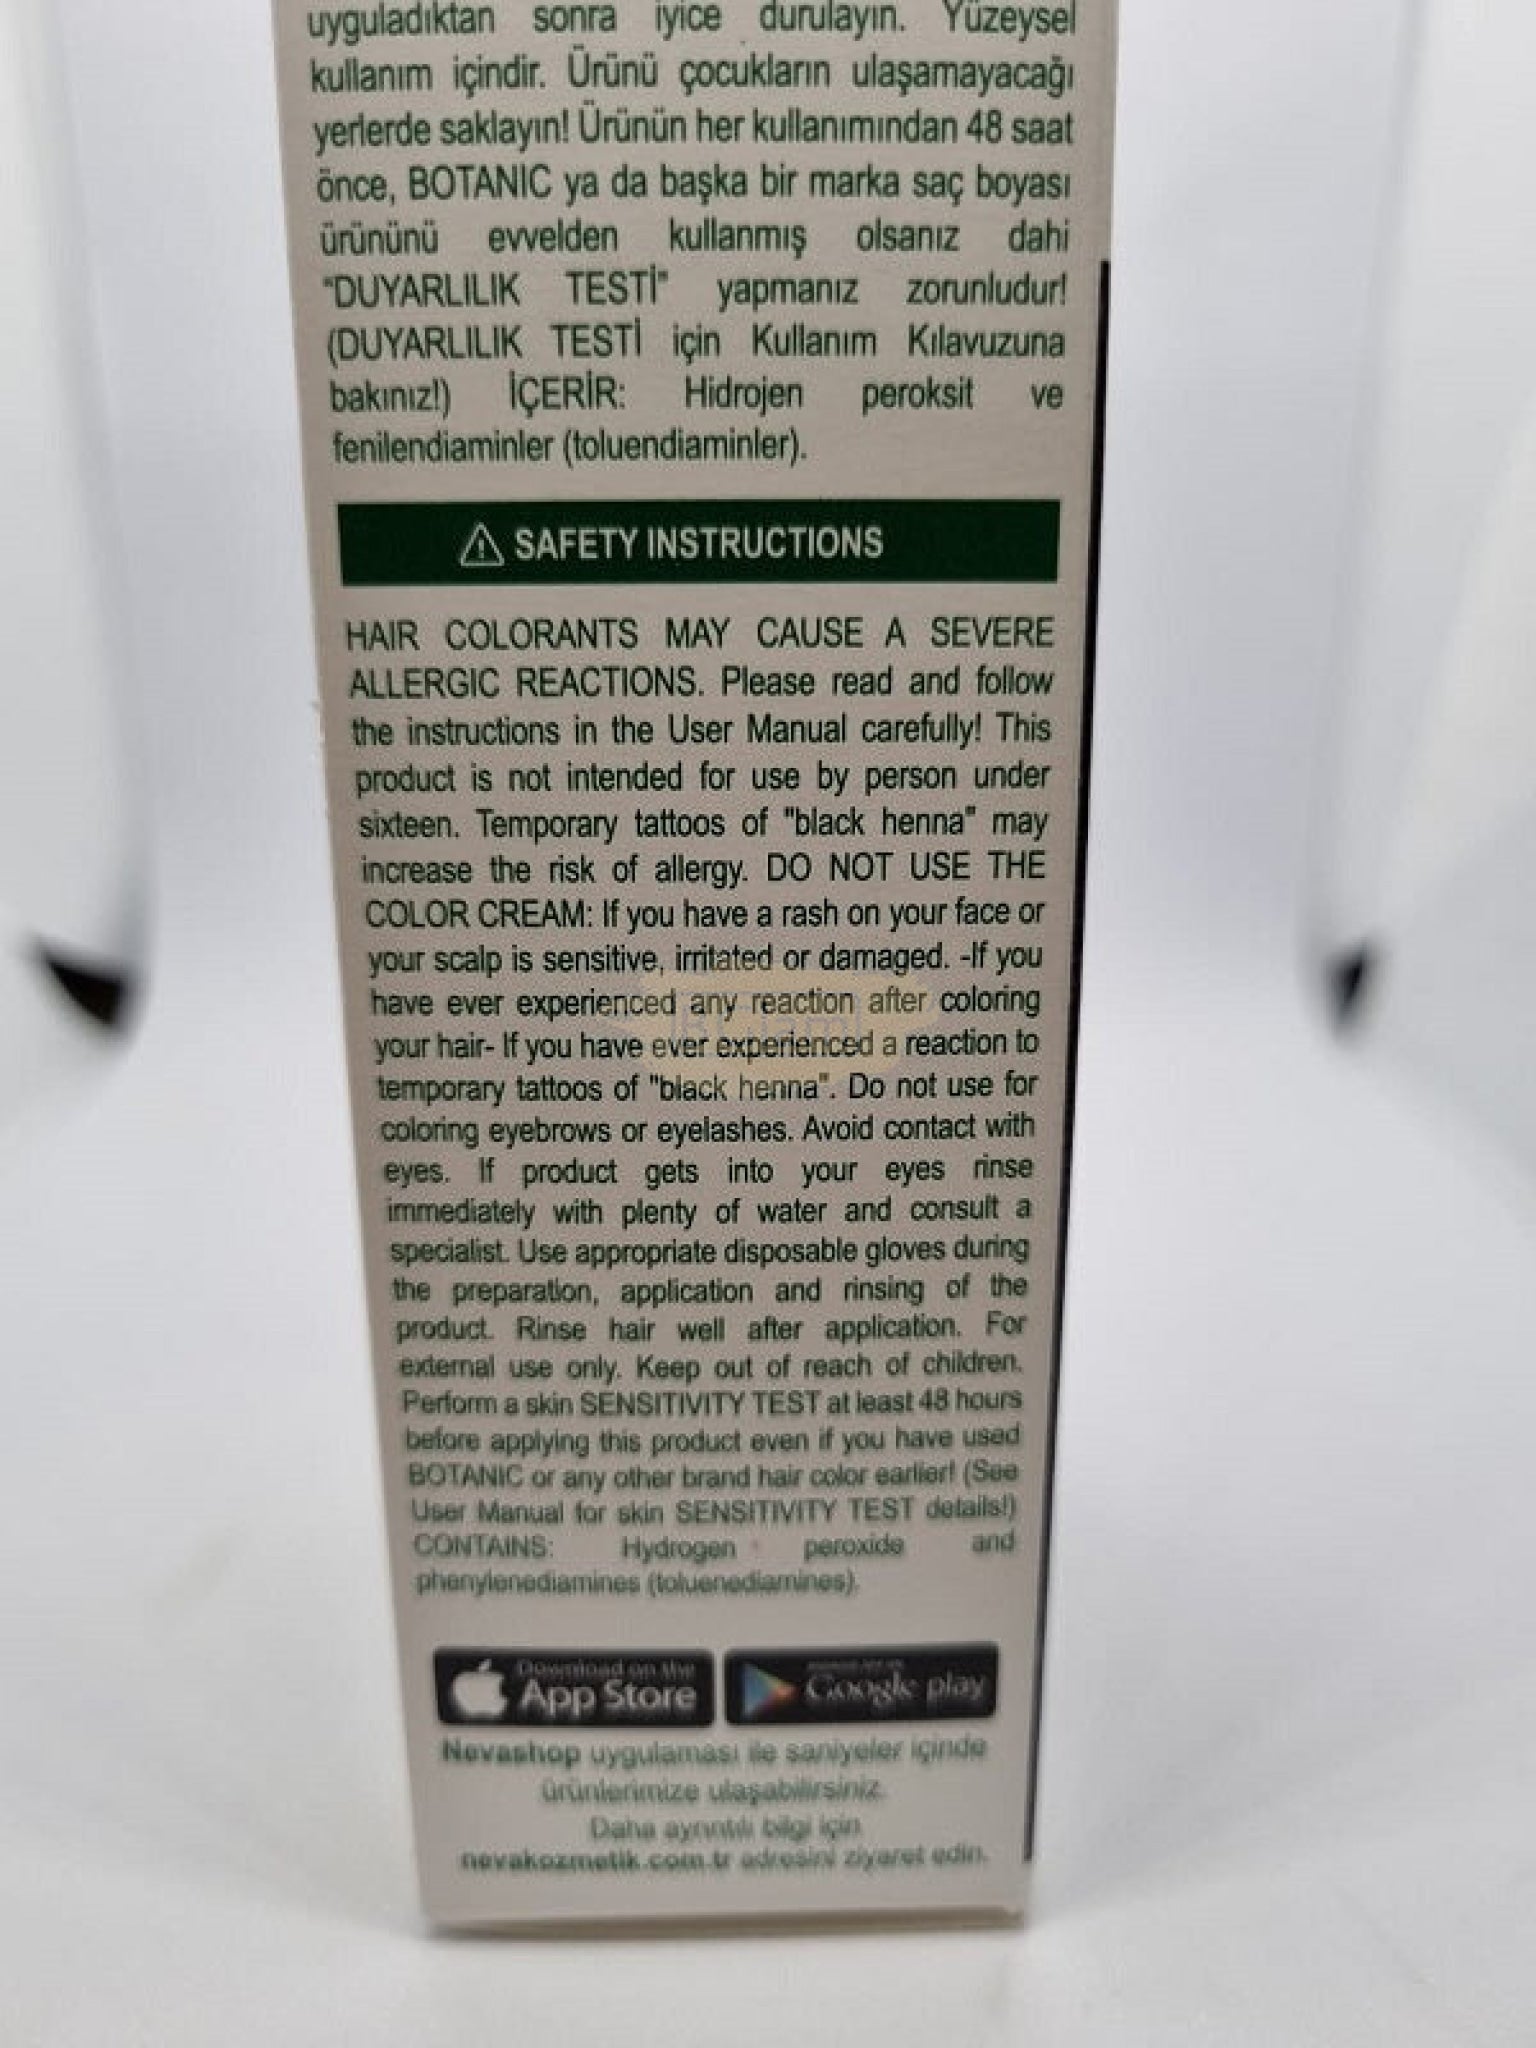 uyguladıktan sonra iyice durulayın. Yüzeysel
kullanım içindir. Ürünü çocukların ulaşamayacağı
yerlerde saklayın! Ürünün her kullanımından 48 saat
önce, BOTANIC ya da başka bir marka saç boyası
ürününü evvelden kullanmış olsanız dahi
"DUYARLILIK TESTİ" yapmanız zorunludur!
(DUYARLILIK TESTİ için Kullanım Kılavuzuna
bakınız!) İÇERİR: Hidrojen peroksit ve
fenilendiaminler (toluendiaminler).
SAFETY INSTRUCTIONS
HAIR COLORANTS MAY CAUSE A SEVERE
ALLERGIC REACTIONS. Please read and follow
the instructions in the User Manual carefully! This
product is not intended for use by person under
sixteen. Temporary tattoos of "black henna" may
increase the risk of allergy. DO NOT USE THE
COLOR CREAM: If you have a rash on your face or
your scalp is sensitive, irritated or damaged. -If you
have ever experienced any reaction after coloring
your hair- If you have ever experienced a reaction to
temporary tattoos of "black henna". Do not use for
coloring eyebrows or eyelashes. Avoid contact with
eyes. If product gets into your eyes rinse
immediately with plenty of water and consult a
specialist. Use appropriate disposable gloves during
the preparation, application and rinsing of the
product. Rinse hair well after application. For
external use only. Keep out of reach of children.
Perform a skin SENSITIVITY TEST at least 48 hours
before applying this product even if you have used
BOTANIC or any other brand hair color earlier! (See
User Manual for skin SENSITIVITY TEST details!)
CONTAINS: Hydrogen peroxide and
phenylenediamines (toluenediamines).
Download on the
App Store
Google play
Nevashop uygulaması ile saniyeler içinde
ürünlerimize ulaşabilirsiniz.
Daha ayrıntılı bilgi için
nevakozmetik.com.tr adresini ziyaret edin.